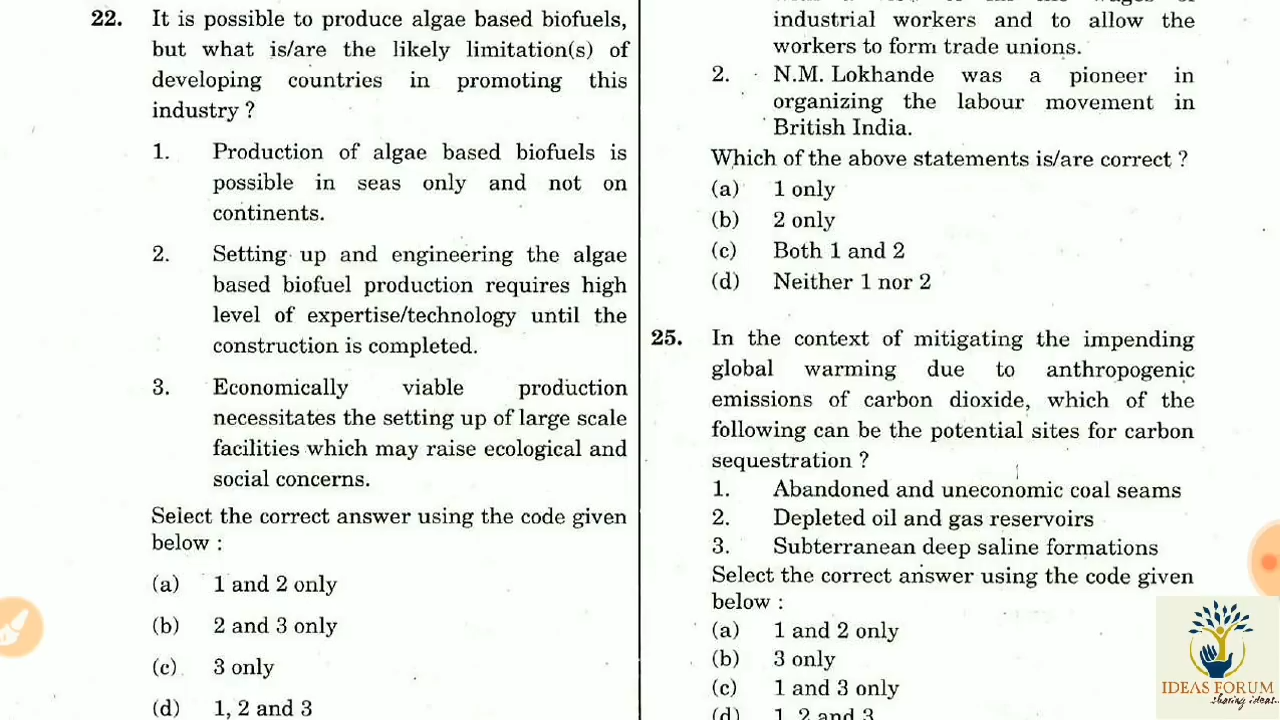 22. It is possible to produce algae based biofuels,
but what is/are the likely limitation(s) of
developing countries in promoting this
industry ?
1. Production of algae based biofuels is
possible in seas only and not on
continents.
2. Setting up and engineering the algae
based biofuel production requires high
level of expertise/technology until the
construction is completed.
3. Economically viable production
necessitates the setting up of large scale
facilities which may raise ecological and
social concerns.
Select the correct answer using the code given
below :
(a) 1 and 2 only
(b) 2 and 3 only
(c) 3 only
(d) 1, 2 and 3
industrial workers and to allow the
workers to form trade unions.
2. N.M. Lokhande was a pioneer in
organizing the labour movement in
British India.
Which of the above statements is/are correct ?
(a) 1 only
(b) 2 only
(c) Both 1 and 2
(d) Neither 1 nor 2
25. In the context of mitigating the impending
global warming due to anthropogenic
emissions of carbon dioxide, which of the
following can be the potential sites for carbon
sequestration ?
1. Abandoned and uneconomic coal seams
2. Depleted oil and gas reservoirs
3. Subterranean deep saline formations
Select the correct answer using the code given
below :
(a) 1 and 2 only
(b) 3 only
(c) 1 and 3 only
(d) 1, 2 and 3
IDEAS FORUM
sharing ideas